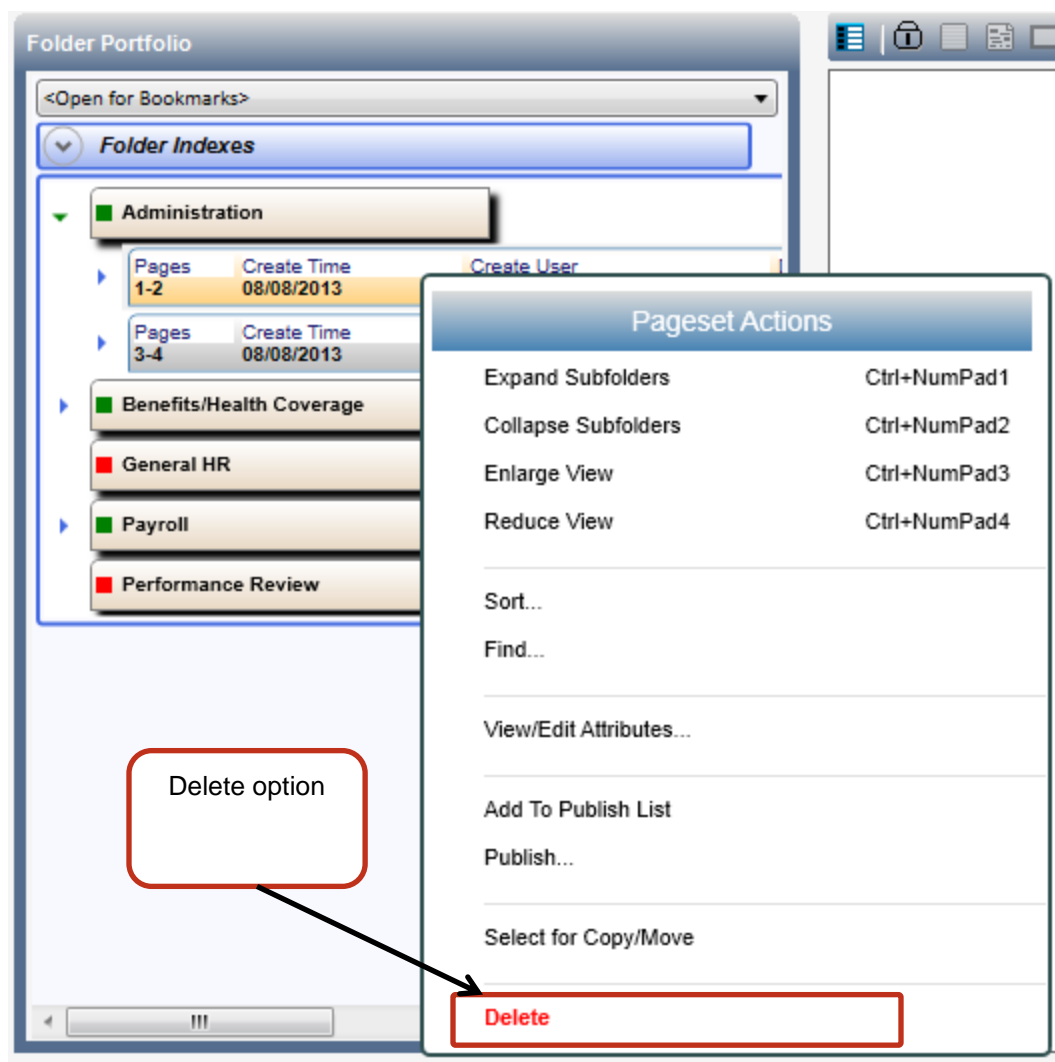 Folder Portfolio
<Open for Bookmarks>
Folder Indexes
Administration
Pages Create Time Create User
1-2 08/08/2013
Pages Create Time
3-4 08/08/2013
Benefits/Health Coverage
General HR
Payroll
Performance Review
Pageset Actions
Expand Subfolders Ctrl+NumPad1
Collapse Subfolders Ctrl+NumPad2
Enlarge View Ctrl+NumPad3
Reduce View Ctrl+NumPad4
Sort...
Find...
View/Edit Attributes...
Add To Publish List
Publish...
Select for Copy/Move
Delete
Delete option